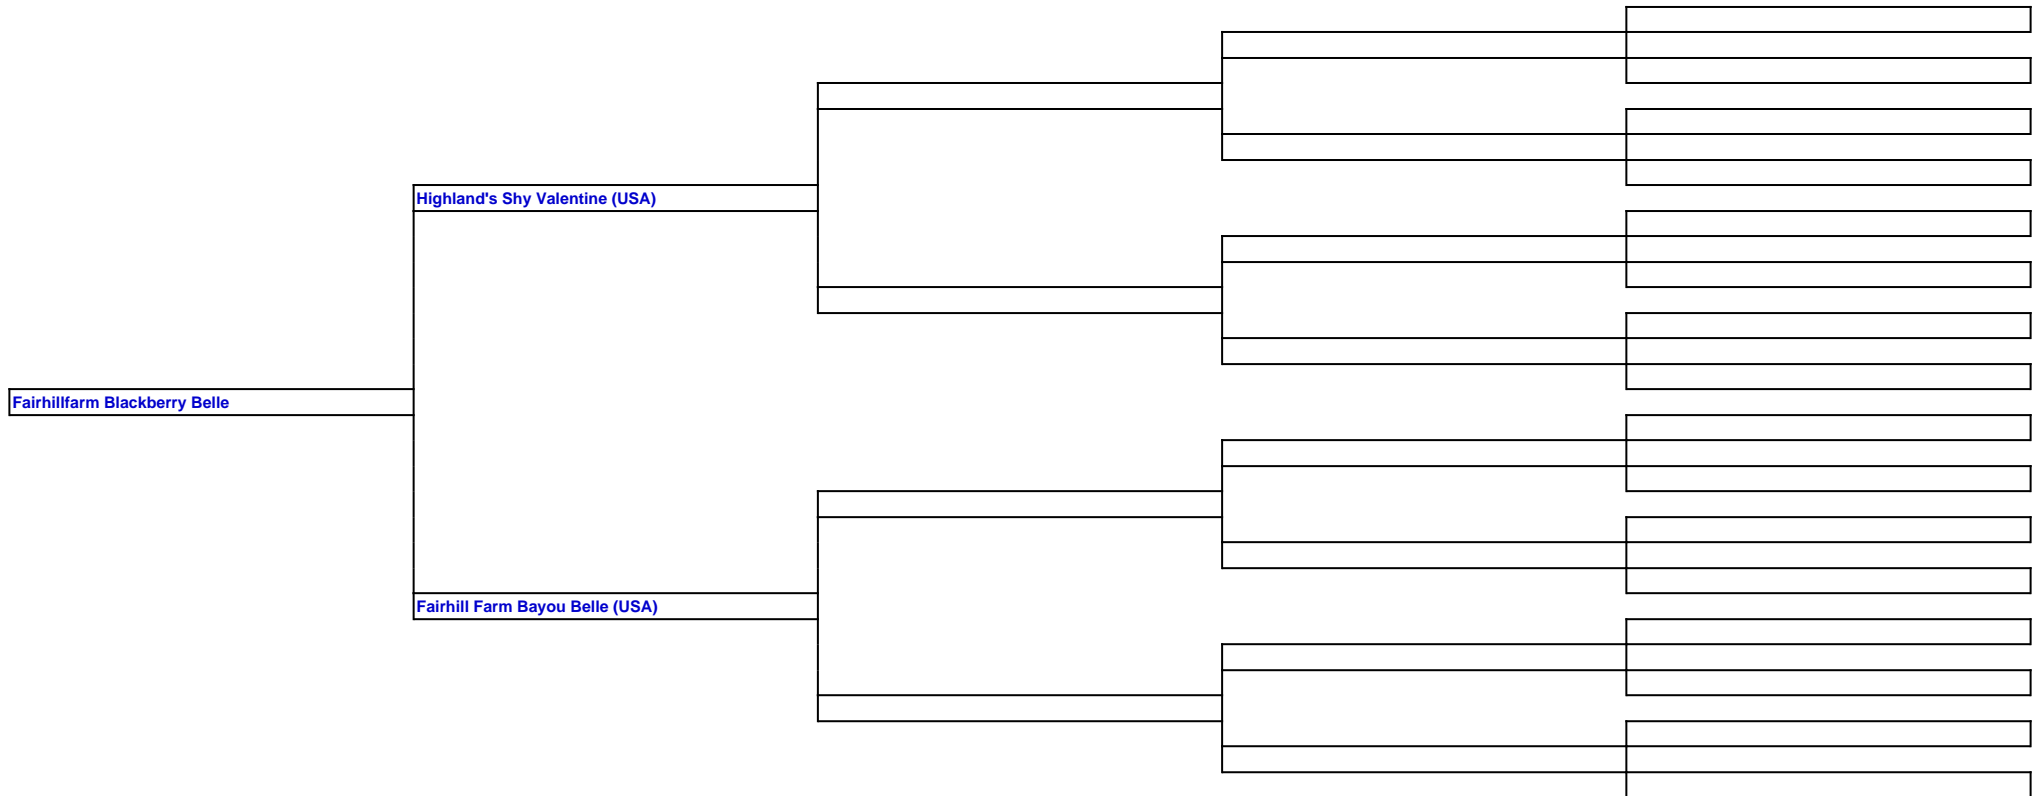 Highland's Shy Valentine (USA)
Fairhillfarm Blackberry Belle
Fairhill Farm Bayou Belle (USA)